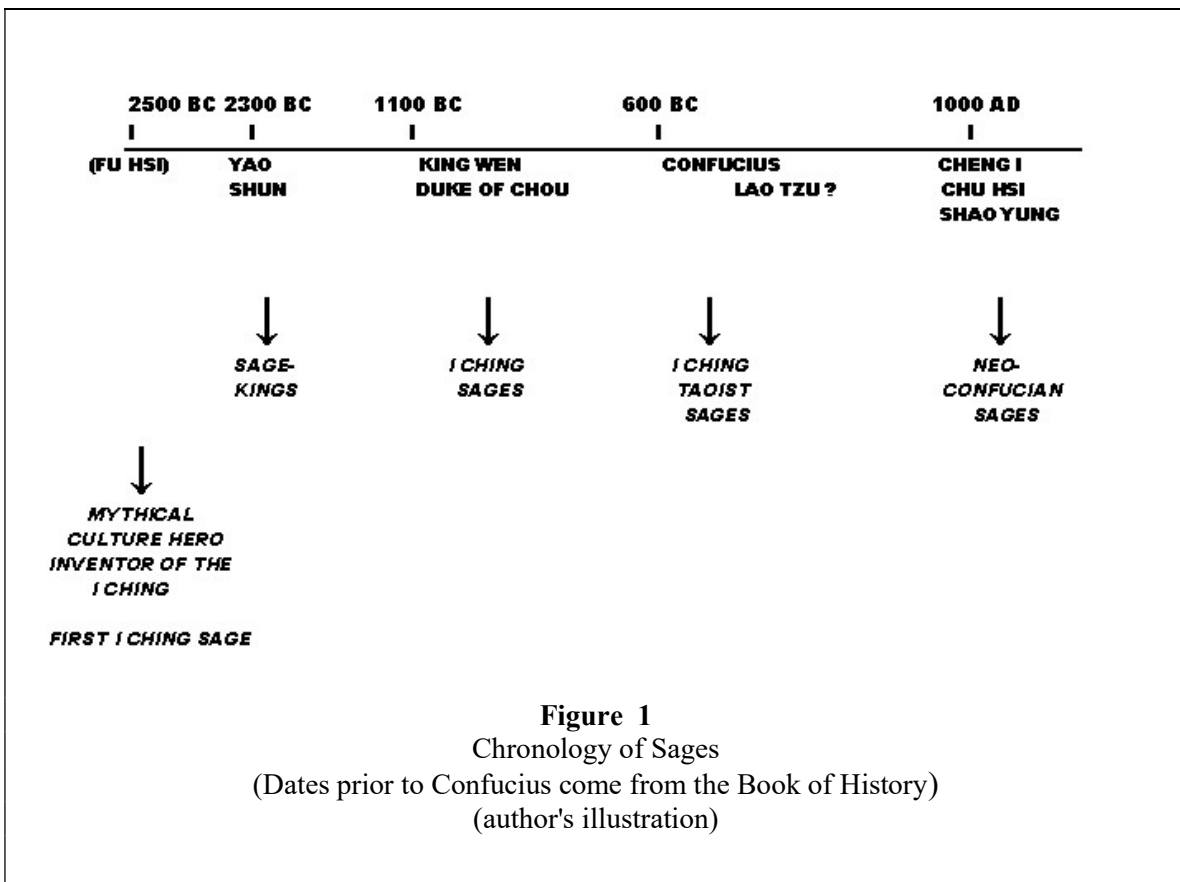 2500 BC 2300 BC 1100 BC 600 BC 1000 AD
(FU HSI) YAO KING WEN CONFUCIUS CHENG I
SHUN DUKE OF CHOU LAO TZU ? CHU HSI
SHAO YUNG
SAGE- I CHING I CHING NEO-
KINGS SAGES TAOIST CONFUCIAN
SAGES SAGES
MYTHICAL
CULTURE HERO
INVENTOR OF THE
I CHING
FIRST I CHING SAGE
Figure 1
Chronology of Sages
(Dates prior to Confucius come from the Book of History)
(author's illustration)